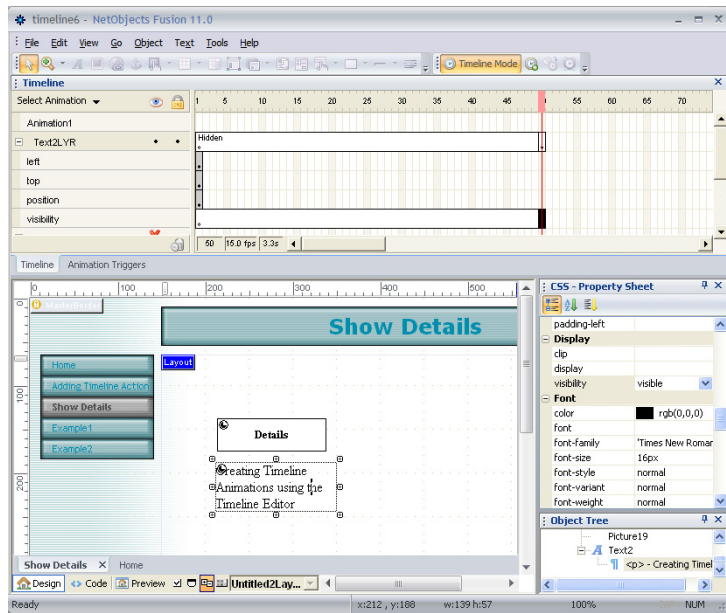 timeline6 - NetObjects Fusion 11.0
File Edit View Go Object Text Tools Help
Timeline Mode
Timeline
Select Animation
1 5 10 15 20 25 30 35 40 45 55 60 65 70
Animation1
Text2LYR
Hidden
left
top
position
visibility
50 15.0 fps 3.3s
Timeline Animation Triggers
0 100 200 300 400 500
CSS - Property Sheet
MasterBorder
Show Details
Layout
Home
Adding Timeline Action
Show Details
Example1
Example2
Details
Creating Timeline
Animations using the
Timeline Editor
0
100
200
padding-left
Display
clip
display
visibility visible
Font
color rgb(0,0,0)
font
font-family 'Times New Roman
font-size 16px
font-style normal
font-variant normal
font-weight normal
Object Tree
Picture19
Text2
<p> - Creating Timel
Show Details Home
Design Code Preview Untitled2Lay...
Ready x:212 , y:188 w:139 h:57 100% NUM